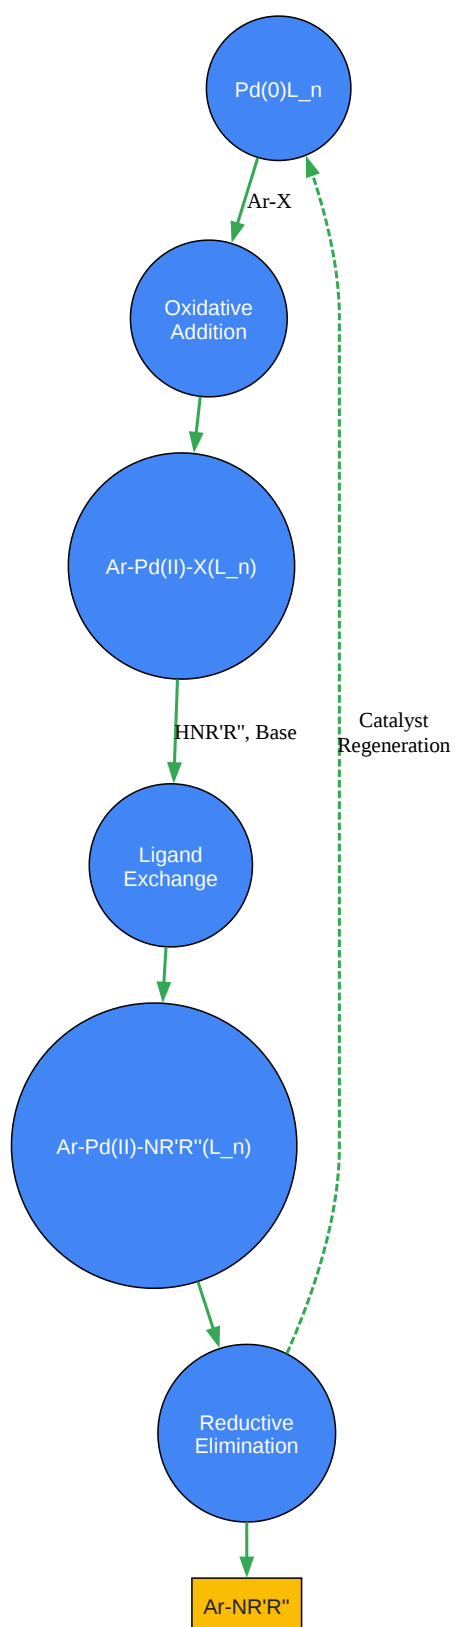 Pd(0)L_n
Ar-X
Oxidative
Addition
Ar-Pd(II)-X(L_n)
HNR'R", Base
Catalyst
Regeneration
Ligand
Exchange
Ar-Pd(II)-NR'R"(L_n)
Reductive
Elimination
Ar-NR'R"